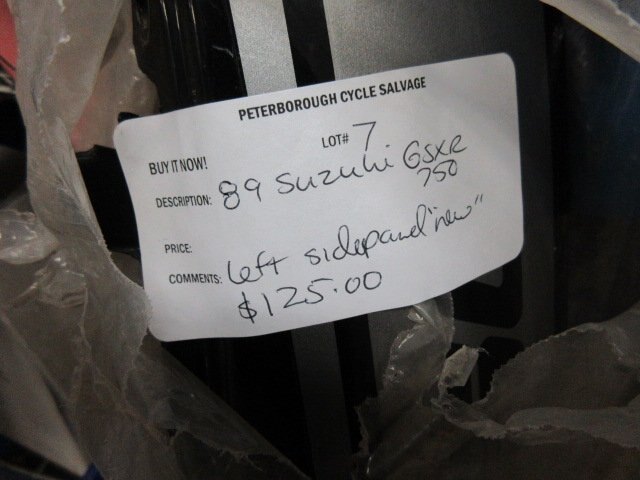 PETERBOROUGH CYCLE SALVAGE
LOT# 7
BUY IT NOW!
DESCRIPTION: 89 Suzuki GSXR
750
PRICE:
COMMENTS: Left sidepanel "new"
$125.00